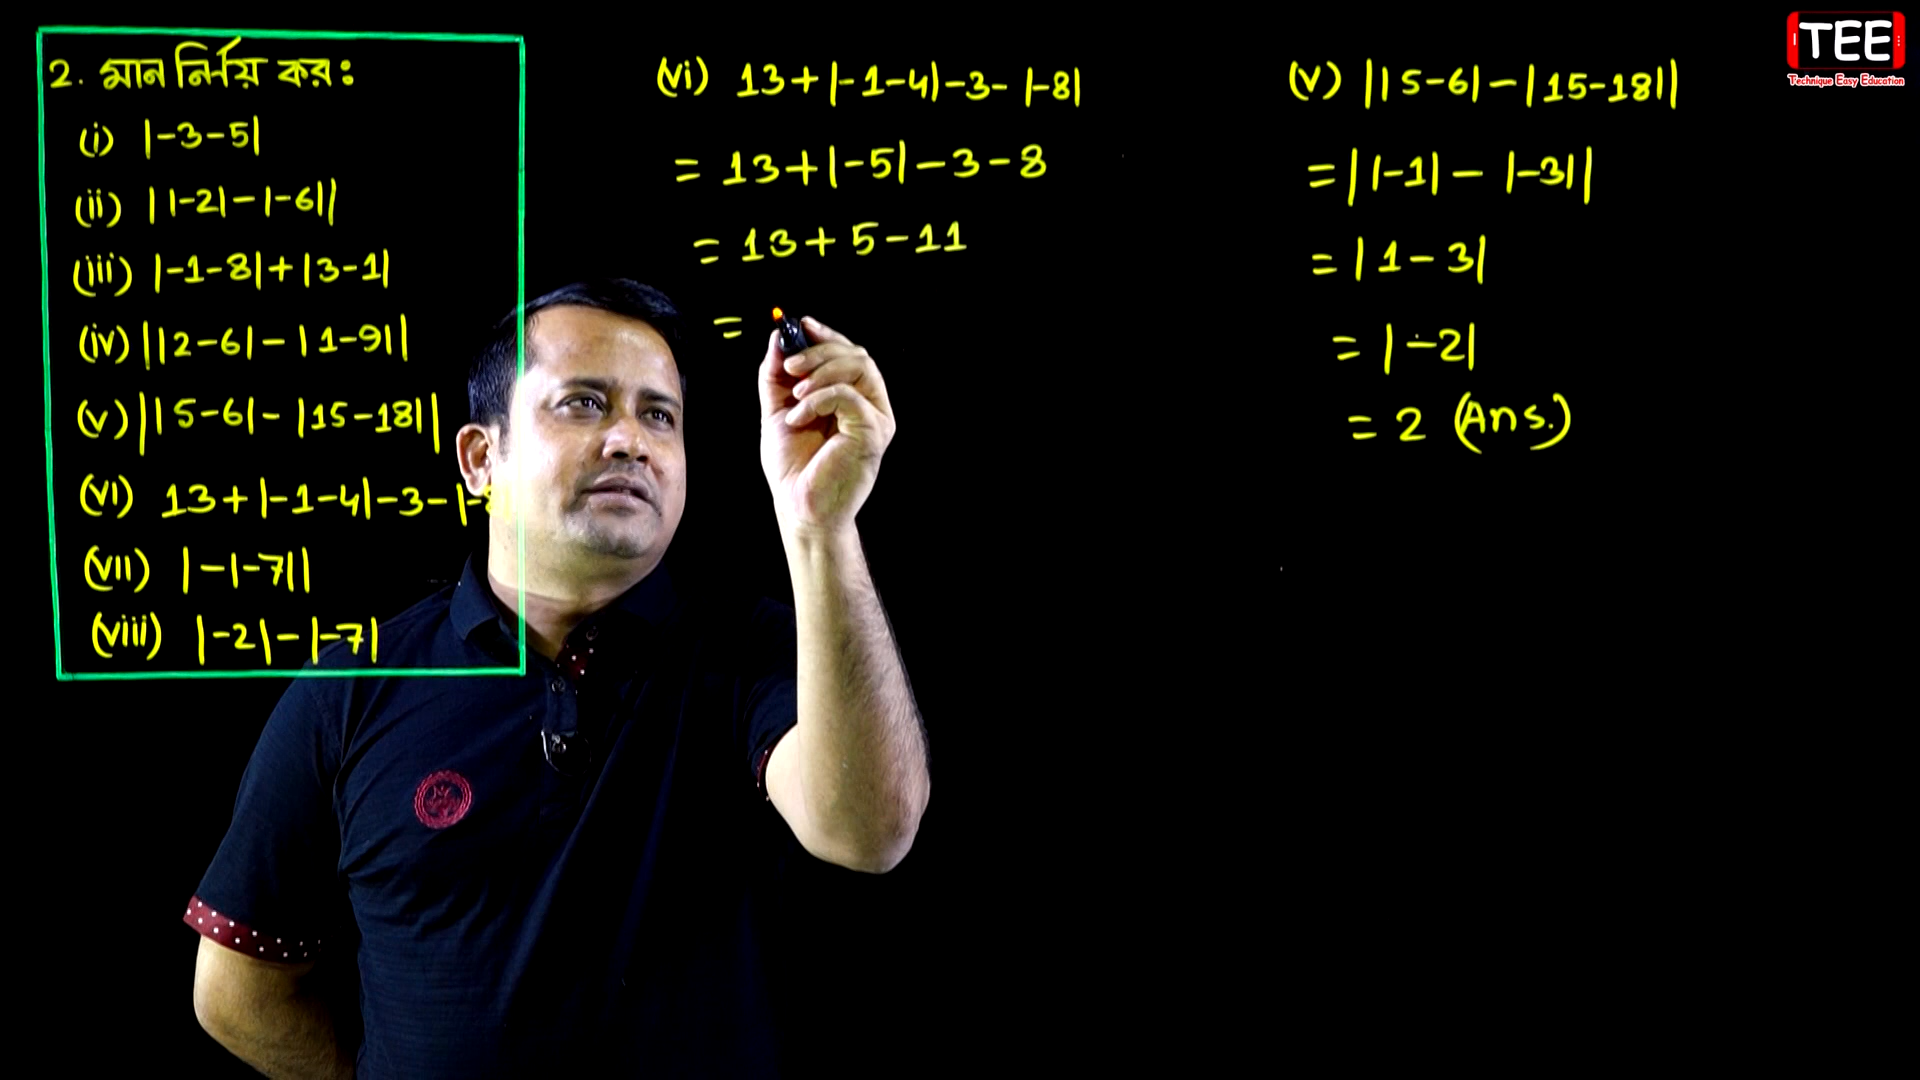 2. মান নির্ণয় কর:
(i) |-3-5|
(ii) ||-2|-|-6||
(iii) |-1-8|+|3-1|
(iv) ||2-6|-|1-9||
(v) ||5-6|-|15-18||
(vi) 13+|-1-4|-3-|-8|
(vii) |-|-7||
(viii) |-2|-|-7|
(vi) 13+|-1-4|-3-|-8|
= 13+|-5|-3-8
= 13+5-11
=
(v) ||5-6|-|15-18||
=||-1|-|-3||
=|1-3|
=|-2|
= 2 (Ans.)
TEE
Technique Easy Education